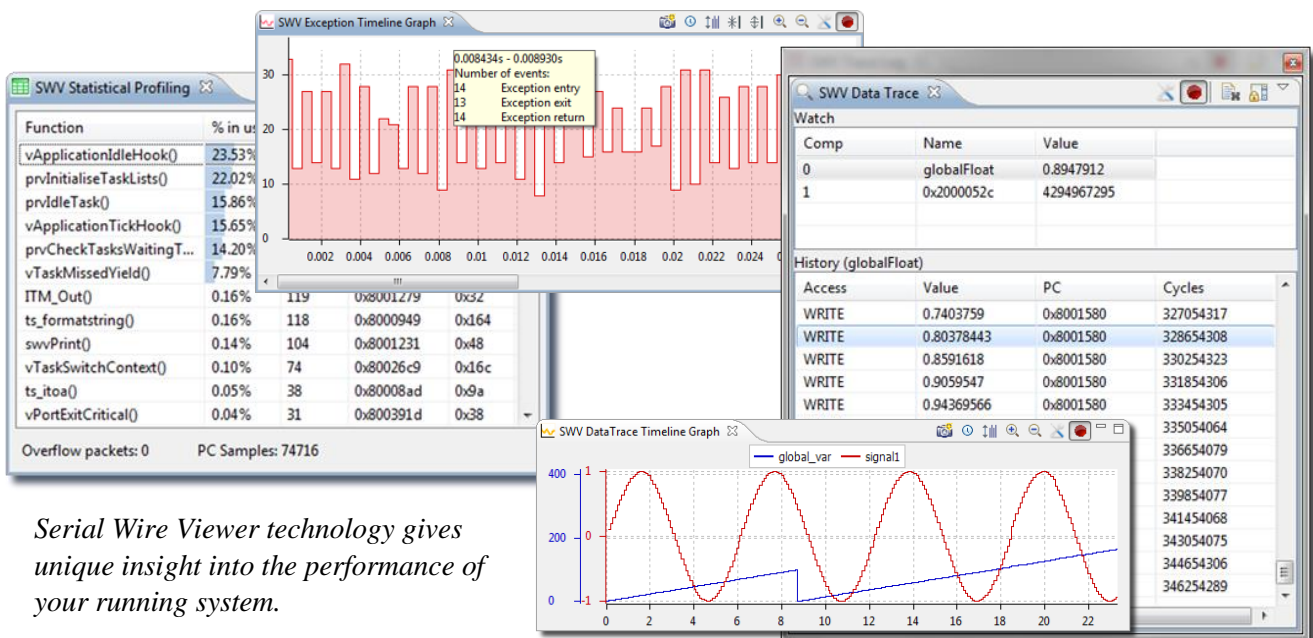 SWV Exception Timeline Graph
0.008434s - 0.008930s
Number of events:
14 Exception entry
13 Exception exit
14 Exception return
30
20
10
0
0.002 0.004 0.006 0.008 0.01 0.012 0.014 0.016 0.018 0.02 0.022 0.024
SWV Statistical Profiling
Function % in us
vApplicationIdleHook() 23.53%
prvInitialiseTaskLists() 22.02%
prvIdleTask() 15.86%
vApplicationTickHook() 15.65%
prvCheckTasksWaitingT... 14.20%
vTaskMissedYield() 7.79%
ITM_Out() 0.16% 119 0x8001279 0x32
ts_formatstring() 0.16% 118 0x8000949 0x164
swvPrint() 0.14% 104 0x8001231 0x48
vTaskSwitchContext() 0.10% 74 0x80026c9 0x16c
ts_itoa() 0.05% 38 0x80008ad 0x9a
vPortExitCritical() 0.04% 31 0x800391d 0x38
Overflow packets: 0 PC Samples: 74716
SWV Data Trace
Watch
Comp Name Value
0 globalFloat 0.8947912
1 0x2000052c 4294967295
History (globalFloat)
Access Value PC Cycles
WRITE 0.7403759 0x8001580 327054317
WRITE 0.80378443 0x8001580 328654308
WRITE 0.8591618 0x8001580 330254323
WRITE 0.9059547 0x8001580 331854306
WRITE 0.94369566 0x8001580 333454305
335054064
336654079
338254070
339854077
341454068
343054075
344654306
346254289
SWV DataTrace Timeline Graph
global_var signal1
400 1
200 0
0 -1
0 2 4 6 8 10 12 14 16 18 20 22
Serial Wire Viewer technology gives
unique insight into the performance of
your running system.